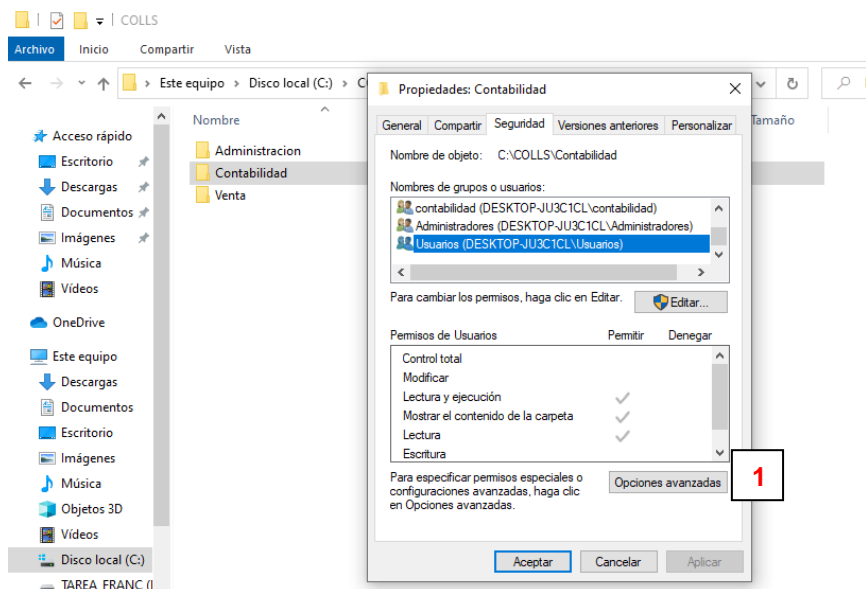 COLLS
Archivo Inicio Compartir Vista
Este equipo > Disco local (C:) >
Nombre
Tamaño
Acceso rápido
Escritorio
Descargas
Documentos
Imágenes
Música
Vídeos
OneDrive
Este equipo
Descargas
Documentos
Escritorio
Imágenes
Música
Objetos 3D
Vídeos
Disco local (C:)
TAREA_FRANC (
Administracion
Contabilidad
Venta
Propiedades: Contabilidad
General Compartir Seguridad Versiones anteriores Personalizar
Nombre de objeto: C:\COLLS\Contabilidad
Nombres de grupos o usuarios:
contabilidad (DESKTOP-JU3C1CL\contabilidad)
Administradores (DESKTOP-JU3C1CL\Administradores)
Usuarios (DESKTOP-JU3C1CL\Usuarios)
Para cambiar los permisos, haga clic en Editar. Editar...
Permisos de Usuarios Permitir Denegar
Control total
Modificar
Lectura y ejecución
Mostrar el contenido de la carpeta
Lectura
Escritura
Para especificar permisos especiales o
configuraciones avanzadas, haga clic
en Opciones avanzadas.
Opciones avanzadas
1
Aceptar Cancelar Aplicar